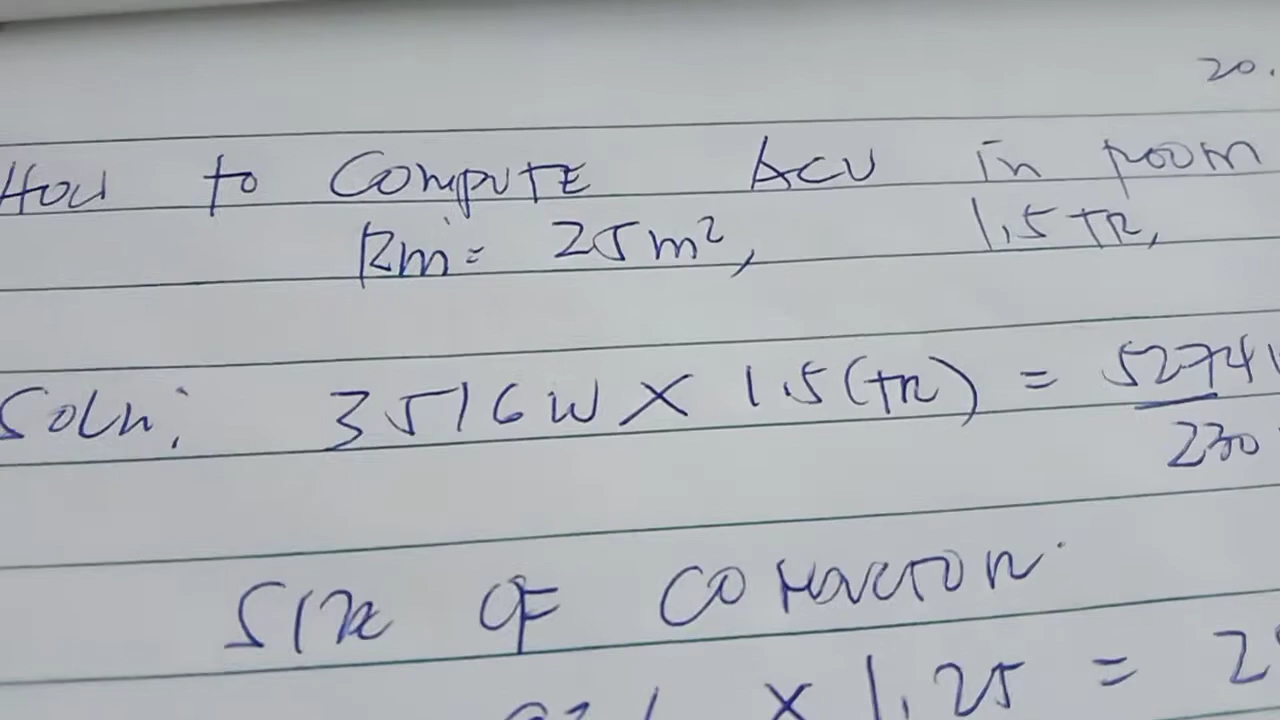 20.
How to Compute ACU in room
Rm = 25m², 1.5 TR,
Soln; 3516W X 1.5(TR) = 5274
230
Size OF Conductor
X 1.25 = 2